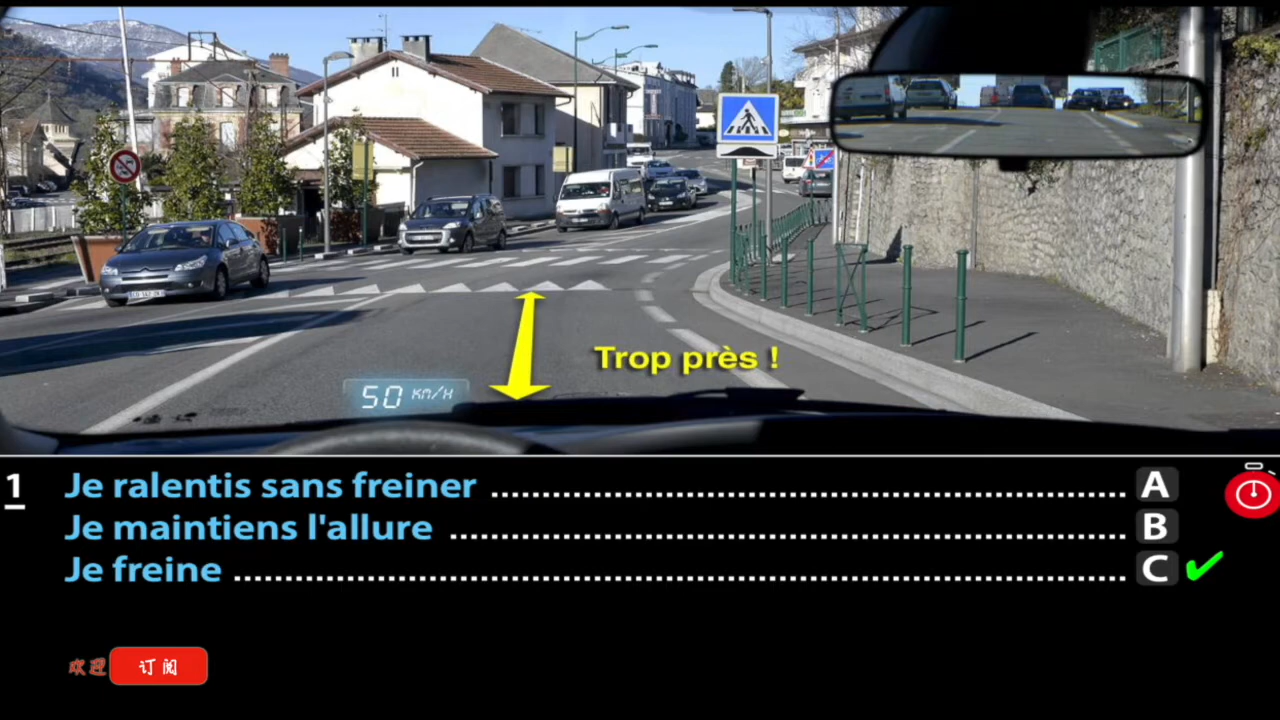 Trop près !
50 KM/H
1 Je ralentis sans freiner A
Je maintiens l'allure B
Je freine C
欢迎 订阅